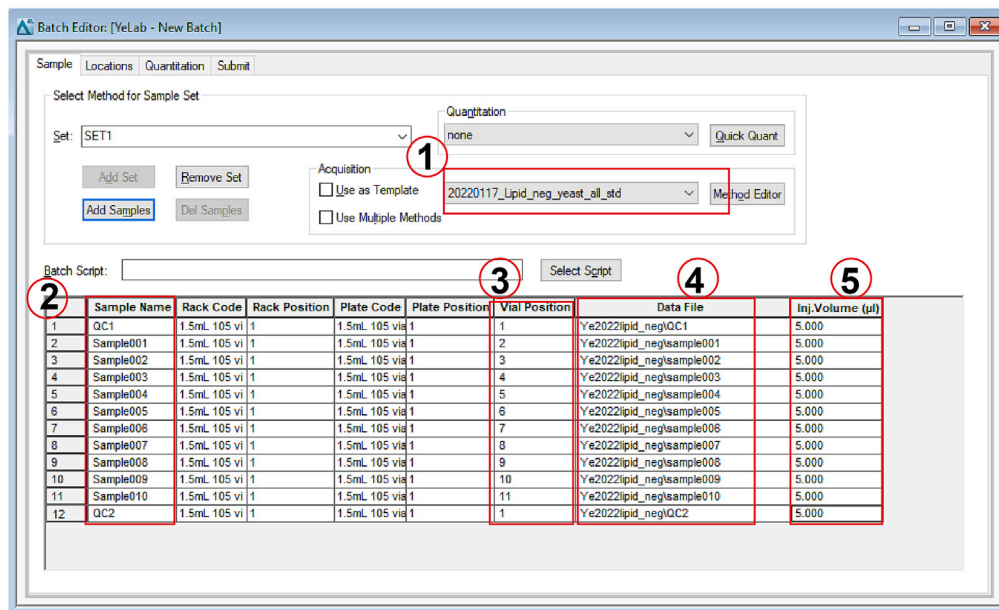 Batch Editor: [YeLab - New Batch]
Sample Locations Quantitation Submit
Select Method for Sample Set
Quantitation
Set: SET1 none Quick Quant
1
Acquisition
Add Set Remove Set Use as Template 20220117_Lipid_neg_yeast_all_std Method Editor
Add Samples Del Samples Use Multiple Methods
Batch Script: Select Script
2 3 4 5
Sample Name Rack Code Rack Position Plate Code Plate Position Vial Position Data File Inj.Volume (µl)
1 QC1 1.5mL 105 vi 1 1.5mL 105 via 1 1 Ye2022lipid_neg\QC1 5.000
2 Sample001 1.5mL 105 vi 1 1.5mL 105 via 1 2 Ye2022lipid_neg\sample001 5.000
3 Sample002 1.5mL 105 vi 1 1.5mL 105 via 1 3 Ye2022lipid_neg\sample002 5.000
4 Sample003 1.5mL 105 vi 1 1.5mL 105 via 1 4 Ye2022lipid_neg\sample003 5.000
5 Sample004 1.5mL 105 vi 1 1.5mL 105 via 1 5 Ye2022lipid_neg\sample004 5.000
6 Sample005 1.5mL 105 vi 1 1.5mL 105 via 1 6 Ye2022lipid_neg\sample005 5.000
7 Sample006 1.5mL 105 vi 1 1.5mL 105 via 1 7 Ye2022lipid_neg\sample006 5.000
8 Sample007 1.5mL 105 vi 1 1.5mL 105 via 1 8 Ye2022lipid_neg\sample007 5.000
9 Sample008 1.5mL 105 vi 1 1.5mL 105 via 1 9 Ye2022lipid_neg\sample008 5.000
10 Sample009 1.5mL 105 vi 1 1.5mL 105 via 1 10 Ye2022lipid_neg\sample009 5.000
11 Sample010 1.5mL 105 vi 1 1.5mL 105 via 1 11 Ye2022lipid_neg\sample010 5.000
12 QC2 1.5mL 105 vi 1 1.5mL 105 via 1 1 Ye2022lipid_neg\QC2 5.000